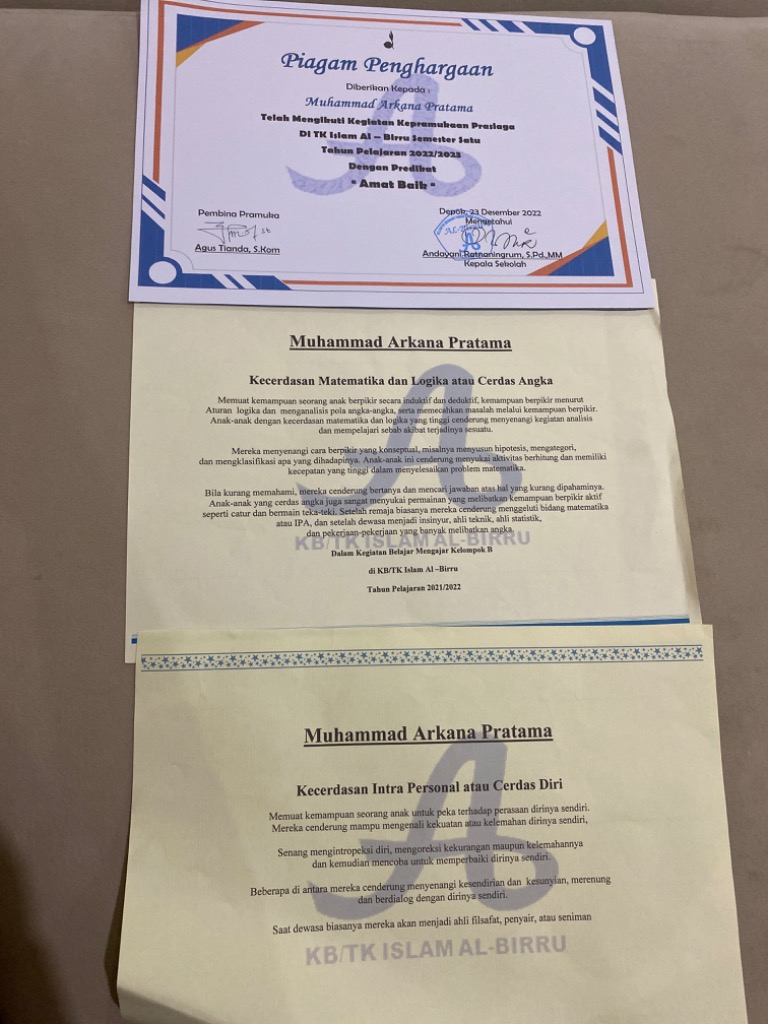 Piagam Penghargaan
Diberikan Kepada :
Muhammad Arkana Pratama
Telah Mengikuti Kegiatan Kepramukaan Prasiaga
Di TK Islam Al – Birru Semester Satu
Tahun Pelajaran 2022/2023
Dengan Predikat
" Amat Baik "
Pembina Pramuka
Agus Tianda, S.Kom
Depok, 23 Desember 2022
Mengetahui
Andayani Ratnaningrum, S.Pd, MM
Kepala Sekolah
Muhammad Arkana Pratama
Kecerdasan Matematika dan Logika atau Cerdas Angka
Memuat kemampuan seorang anak berpikir secara induktif dan deduktif, kemampuan berpikir menurut
Aturan logika dan menganalisis pola angka-angka, serta memecahkan masalah melalui kemampuan berpikir.
Anak-anak dengan kecerdasan matematika dan logika yang tinggi cenderung menyenangi kegiatan analisis
dan mempelajari sebab akibat terjadinya sesuatu.
Mereka menyenangi cara berpikir yang konseptual, misalnya menyusun hipotesis, mengategori,
dan mengklasifikasi apa yang dihadapinya. Anak-anak ini cenderung menyukai aktivitas berhitung dan memiliki
kecepatan yang tinggi dalam menyelesaikan problem matematika.
Bila kurang memahami, mereka cenderung bertanya dan mencari jawaban atas hal yang kurang dipahaminya.
Anak-anak yang cerdas angka juga sangat menyukai permainan yang melibatkan kemampuan berpikir aktif
seperti catur dan bermain teka-teki. Setelah remaja biasanya mereka cenderung menggeluti bidang matematika
atau IPA, dan setelah dewasa menjadi insinyur, ahli teknik, ahli statistik,
dan pekerjaan-pekerjaan yang banyak melibatkan angka.
KB/TK ISLAM AL-BIRRU
Dalam Kegiatan Belajar Mengajar Kelompok B
di KB/TK Islam Al –Birru
Tahun Pelajaran 2021/2022
Muhammad Arkana Pratama
Kecerdasan Intra Personal atau Cerdas Diri
Memuat kemampuan seorang anak untuk peka terhadap perasaan dirinya sendiri.
Mereka cenderung mampu mengenali kekuatan atau kelemahan dirinya sendiri,
Senang mengintropeksi diri, mengoreksi kekurangan maupun kelemahannya
dan kemudian mencoba untuk memperbaiki dirinya sendiri.
Beberapa di antara mereka cenderung menyenangi kesendirian dan kesunyian, merenung
dan berdialog dengan dirinya sendiri.
Saat dewasa biasanya mereka akan menjadi ahli filsafat, penyair, atau seniman
KB/TK ISLAM AL-BIRRU